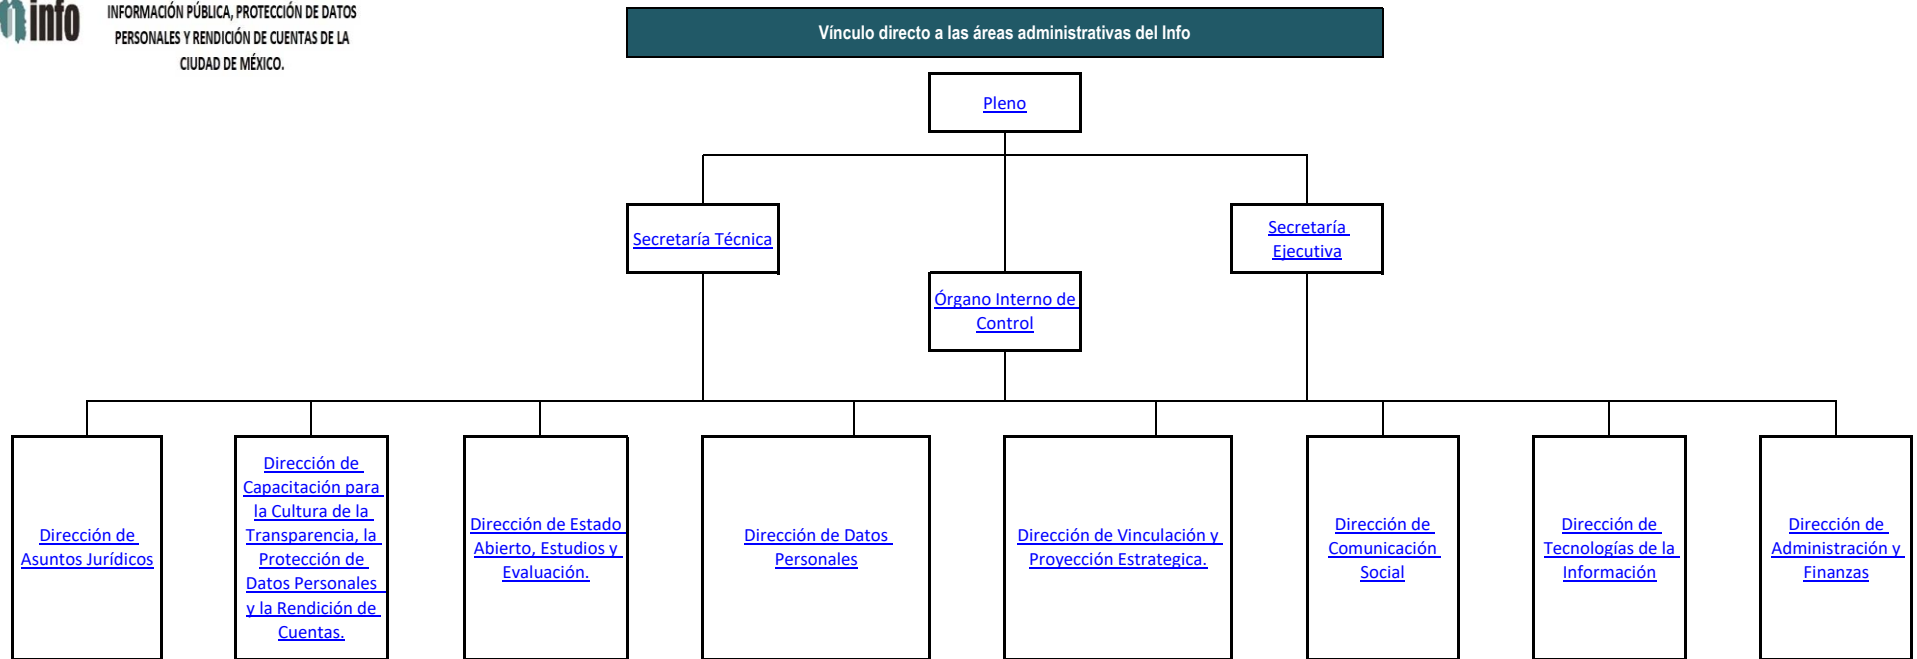 info
INFORMACIÓN PÚBLICA, PROTECCIÓN DE DATOS
PERSONALES Y RENDICIÓN DE CUENTAS DE LA
CIUDAD DE MÉXICO.
Vínculo directo a las áreas administrativas del Info
Pleno
Secretaría Técnica
Secretaría
Ejecutiva
Órgano Interno de
Control
Dirección de
Asuntos Jurídicos
Dirección de
Capacitación para
la Cultura de la
Transparencia, la
Protección de
Datos Personales
y la Rendición de
Cuentas.
Dirección de Estado
Abierto, Estudios y
Evaluación.
Dirección de Datos
Personales
Dirección de Vinculación y
Proyección Estrategica.
Dirección de
Comunicación
Social
Dirección de
Tecnologías de la
Información
Dirección de
Administración y
Finanzas